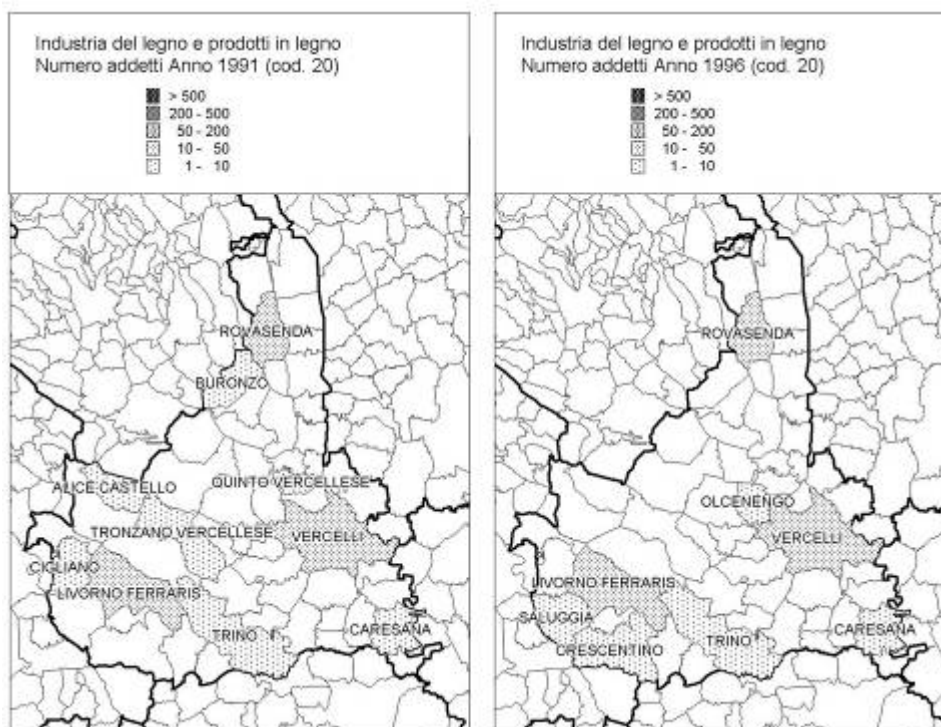 Industria del legno e prodotti in legno
Numero addetti Anno 1991 (cod. 20)
> 500
200 - 500
50 - 200
10 - 50
1 - 10
ROVASENDA
BURONZO
ALICE CASTELLO
QUINTO VERCELLESE
TRONZANO VERCELLESE
VERCELLI
CIGLIANO
LIVORNO FERRARIS
TRINO
CARESANA
Industria del legno e prodotti in legno
Numero addetti Anno 1996 (cod. 20)
> 500
200 - 500
50 - 200
10 - 50
1 - 10
ROVASENDA
OLCENENGO
VERCELLI
LIVORNO FERRARIS
SALUGGIA
CRESCENTINO
TRINO
CARESANA